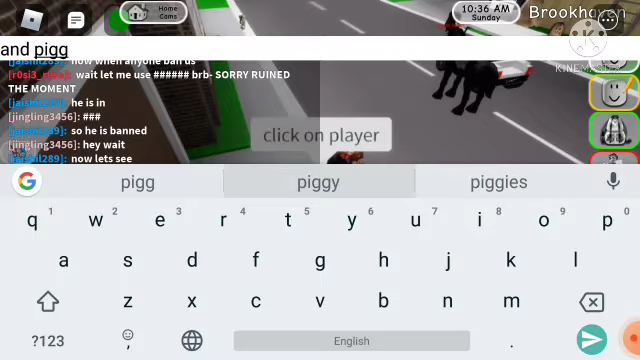 Home
Cams
10:36 AM
Sunday
Brookhaven
and pigg
KINEM
[jaishil289]: now when anyone ban us
wait let me use ###### brb- SORRY RUINED
THE MOMENT
he is in
[jingling3456]: ###
so he is banned
[jingling3456]: hey wait
now lets see
click on player
G
pigg
piggy
piggies
q 1 w 2 e 3 r 4 t 5 y 6 u 7 i 8 o 9 p 0
a s d f g h j k l
z x c v b n m
?123 , English .